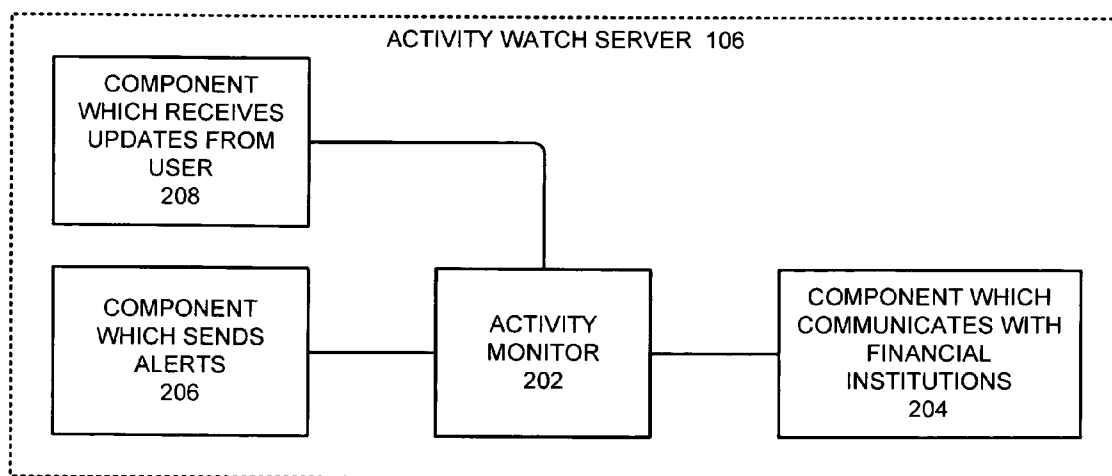 ACTIVITY WATCH SERVER 106
COMPONENT
WHICH RECEIVES
UPDATES FROM
USER
208
COMPONENT
WHICH SENDS
ALERTS
206
ACTIVITY
MONITOR
202
COMPONENT WHICH
COMMUNICATES WITH
FINANCIAL
INSTITUTIONS
204